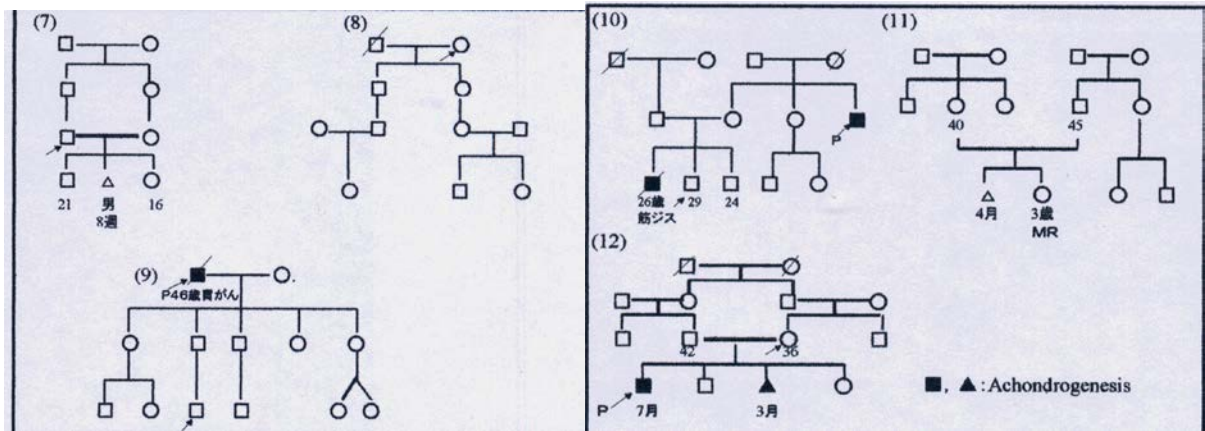 (7)
21
男
16
8週
(8)
(9)
P46歳胃がん
(10)
P
26歳
29
24
筋ジス
(11)
40
45
4月
3歳
MR
(12)
42
36
P
7月
3月
■, ▲: Achondrogenesis